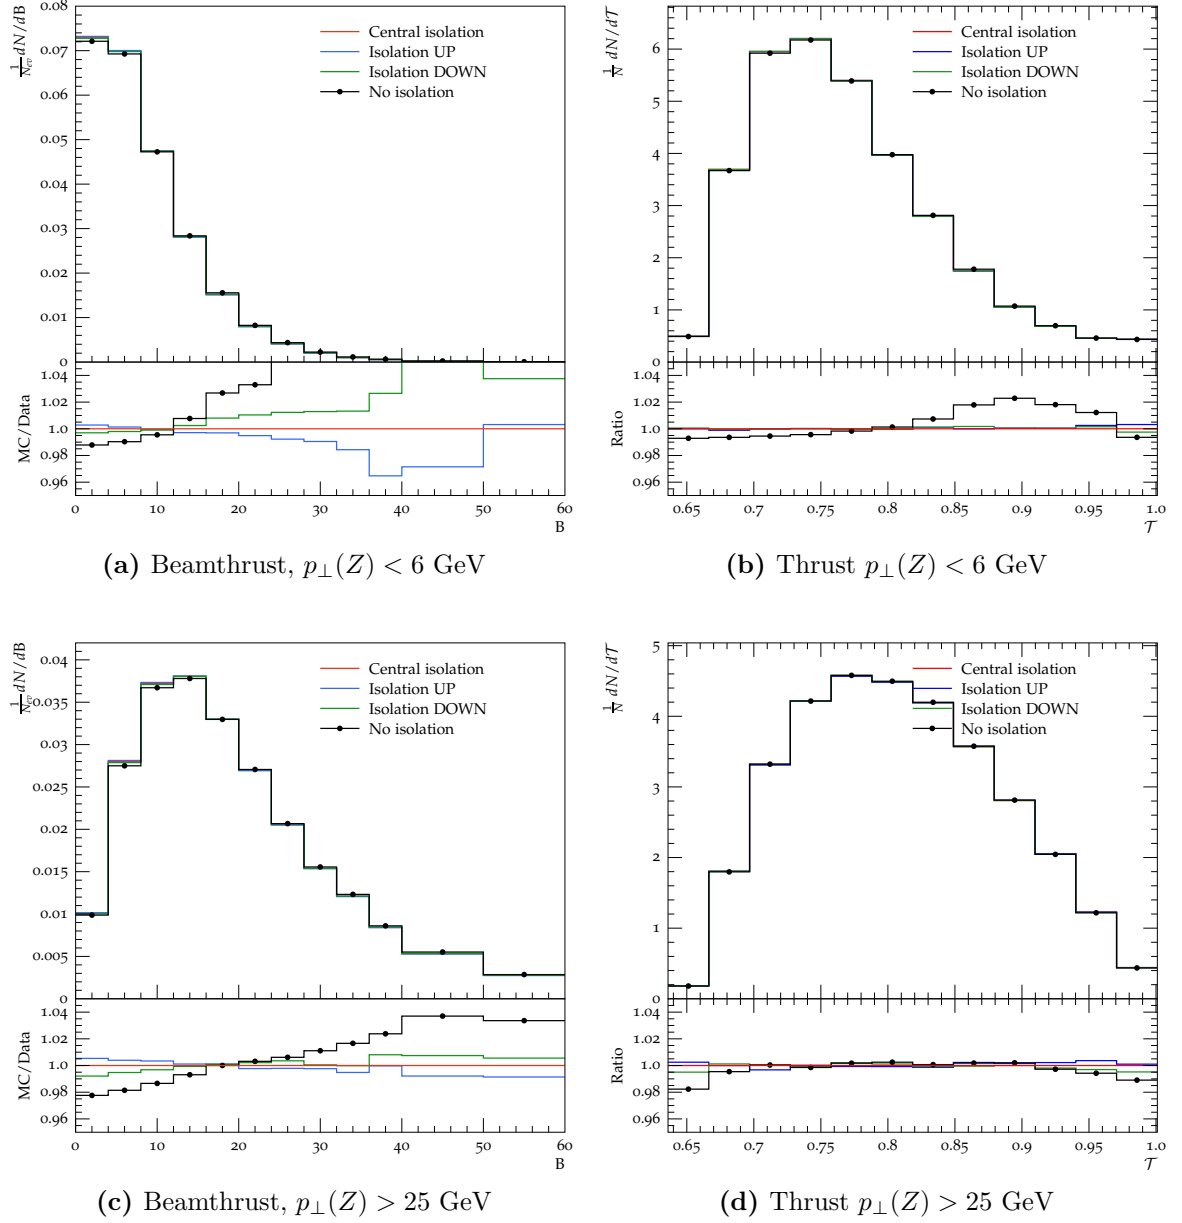 0.08
0.07
0.06
0.05
0.04
0.03
0.02
0.01
0
1/N_ev dN/dB
Central isolation
Isolation UP
Isolation DOWN
No isolation
1.04
1.02
1.0
0.98
0.96
MC/Data
0 10 20 30 40 50 60
B
(a) Beamthrust, p⊥(Z) < 6 GeV
6
5
4
3
2
1
0
1/N dN/d𝒯
Central isolation
Isolation UP
Isolation DOWN
No isolation
1.04
1.02
1.0
0.98
0.96
Ratio
0.65 0.7 0.75 0.8 0.85 0.9 0.95 1.0
𝒯
(b) Thrust p⊥(Z) < 6 GeV
0.04
0.035
0.03
0.025
0.02
0.015
0.01
0.005
0
1/N_ev dN/dB
Central isolation
Isolation UP
Isolation DOWN
No isolation
1.04
1.02
1.0
0.98
0.96
MC/Data
0 10 20 30 40 50 60
B
(c) Beamthrust, p⊥(Z) > 25 GeV
5
4
3
2
1
0
1/N dN/d𝒯
Central isolation
Isolation UP
Isolation DOWN
No isolation
1.04
1.02
1.0
0.98
0.96
Ratio
0.65 0.7 0.75 0.8 0.85 0.9 0.95 1.0
𝒯
(d) Thrust p⊥(Z) > 25 GeV